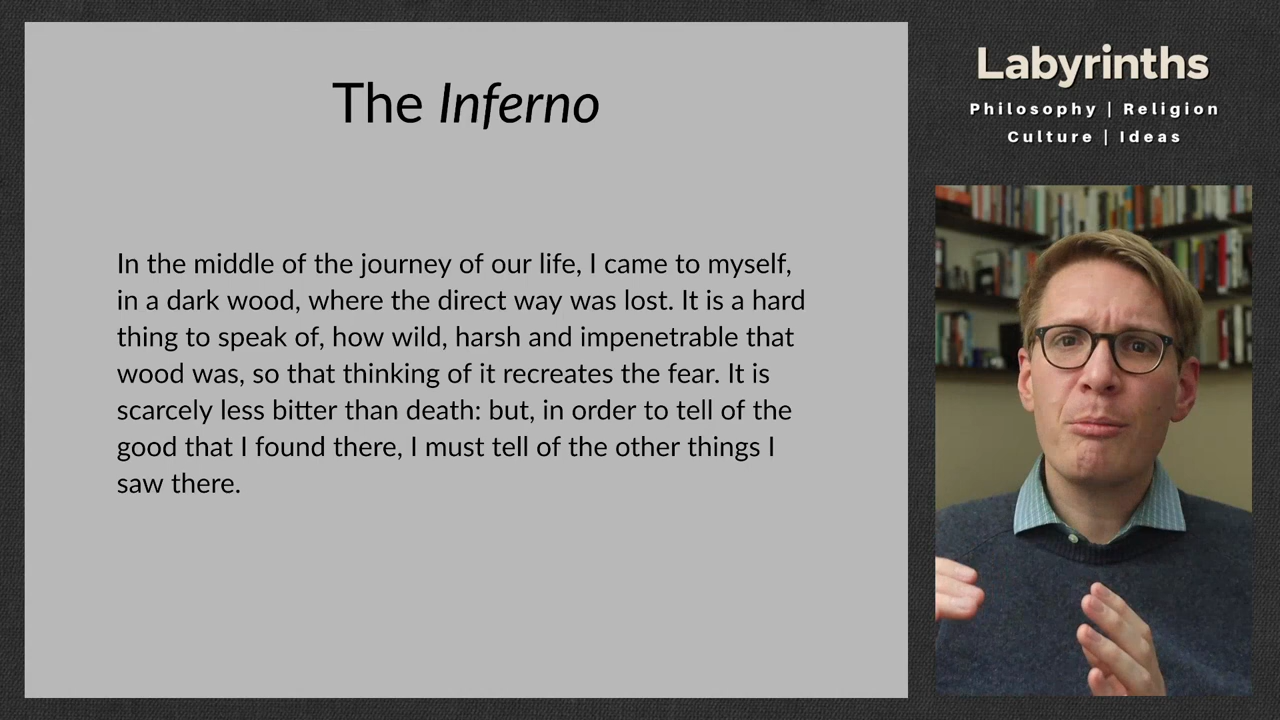 The Inferno
In the middle of the journey of our life, I came to myself,
in a dark wood, where the direct way was lost. It is a hard
thing to speak of, how wild, harsh and impenetrable that
wood was, so that thinking of it recreates the fear. It is
scarcely less bitter than death: but, in order to tell of the
good that I found there, I must tell of the other things I
saw there.
Labyrinths
Philosophy | Religion
Culture | Ideas